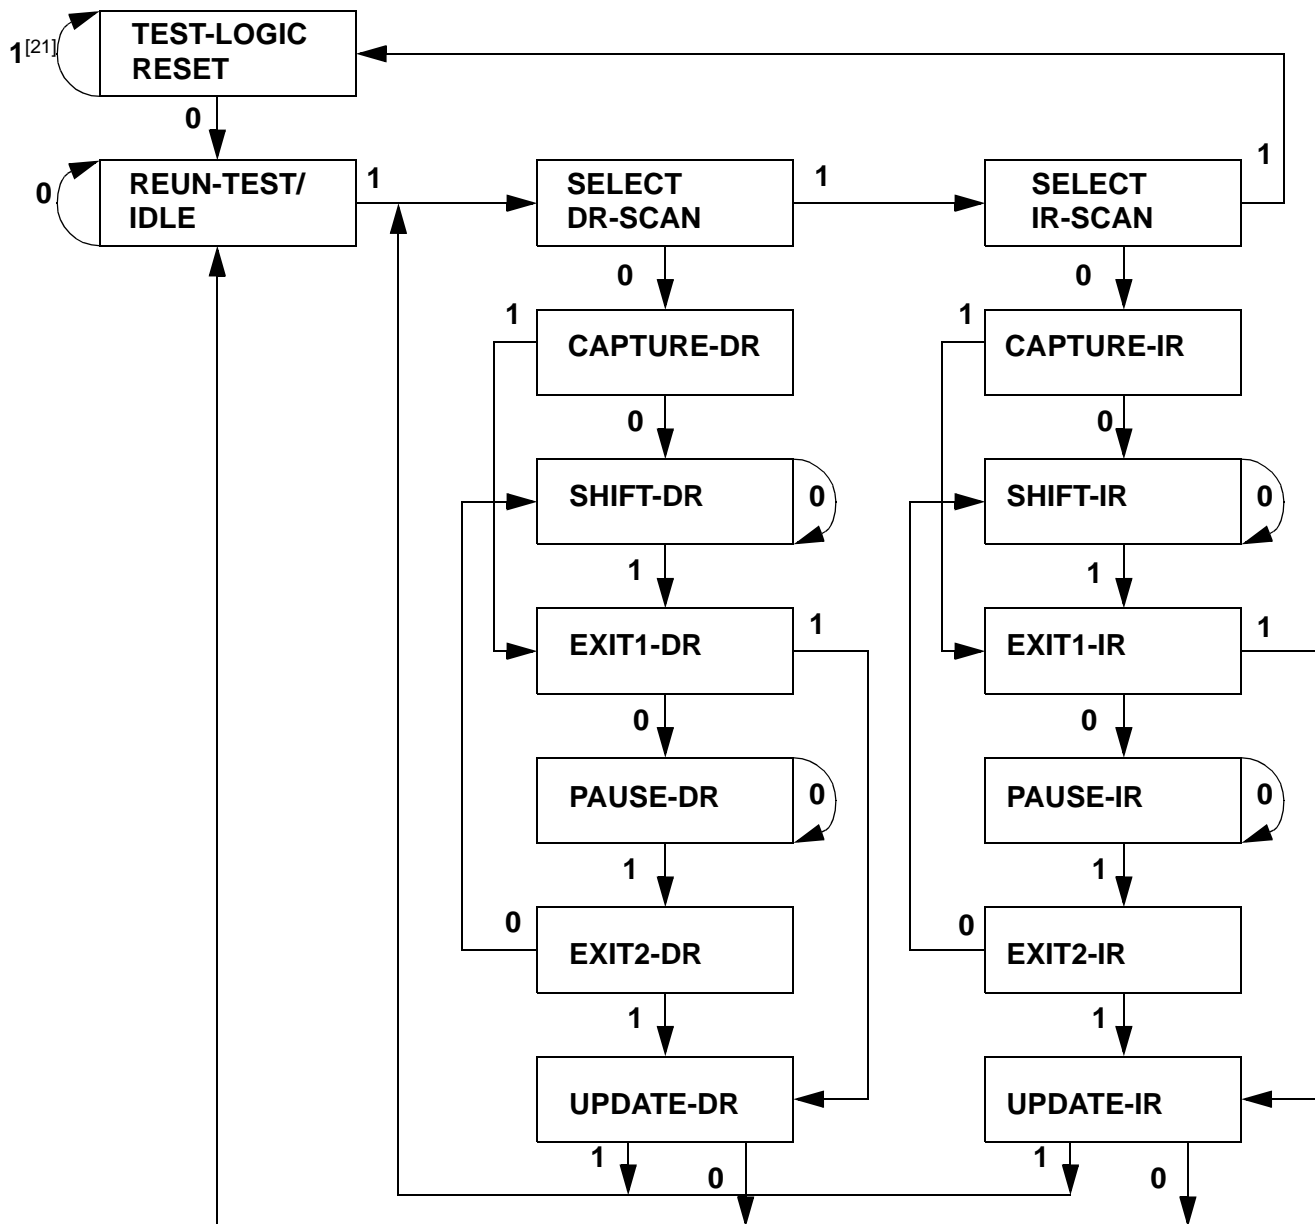 TEST-LOGIC
RESET
1[21]
0
REUN-TEST/
IDLE
0
1
SELECT
DR-SCAN
1
SELECT
IR-SCAN
1
0
0
1
CAPTURE-DR
1
CAPTURE-IR
0
0
SHIFT-DR
0
SHIFT-IR
0
1
1
EXIT1-DR
1
EXIT1-IR
1
0
0
PAUSE-DR
0
PAUSE-IR
0
1
1
0
EXIT2-DR
0
EXIT2-IR
1
1
UPDATE-DR
UPDATE-IR
1
0
1
0